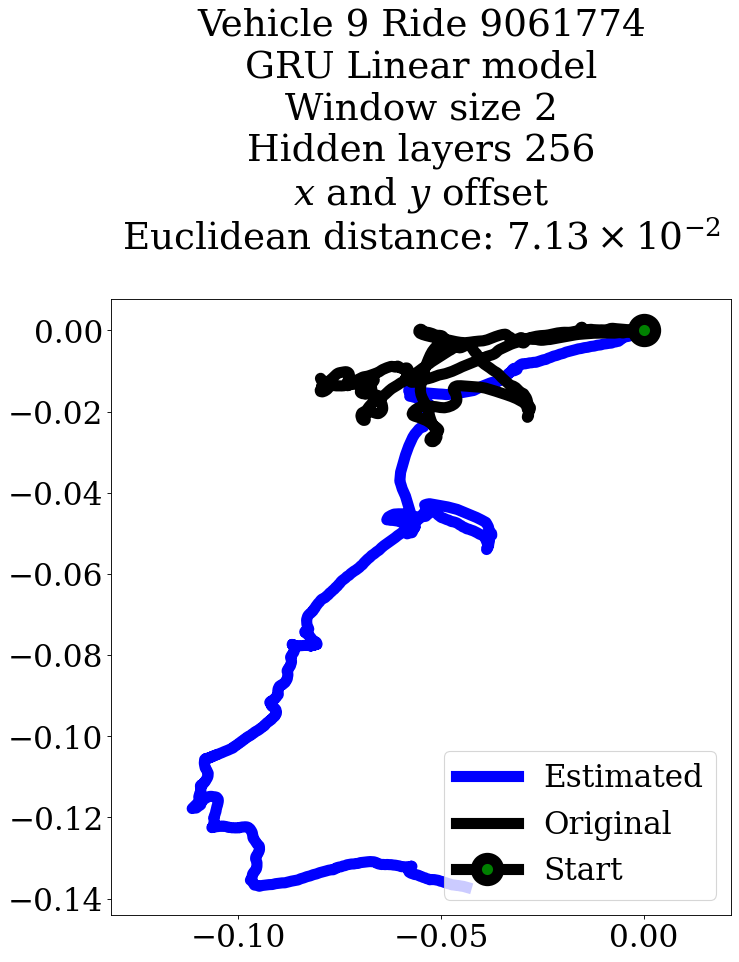 Vehicle 9 Ride 9061774
GRU Linear model
Window size 2
Hidden layers 256
x and y offset
Euclidean distance: 7.13 × 10⁻²
0.00
−0.02
−0.04
−0.06
−0.08
−0.10
−0.12
−0.14
Estimated
Original
Start
−0.10
−0.05
0.00